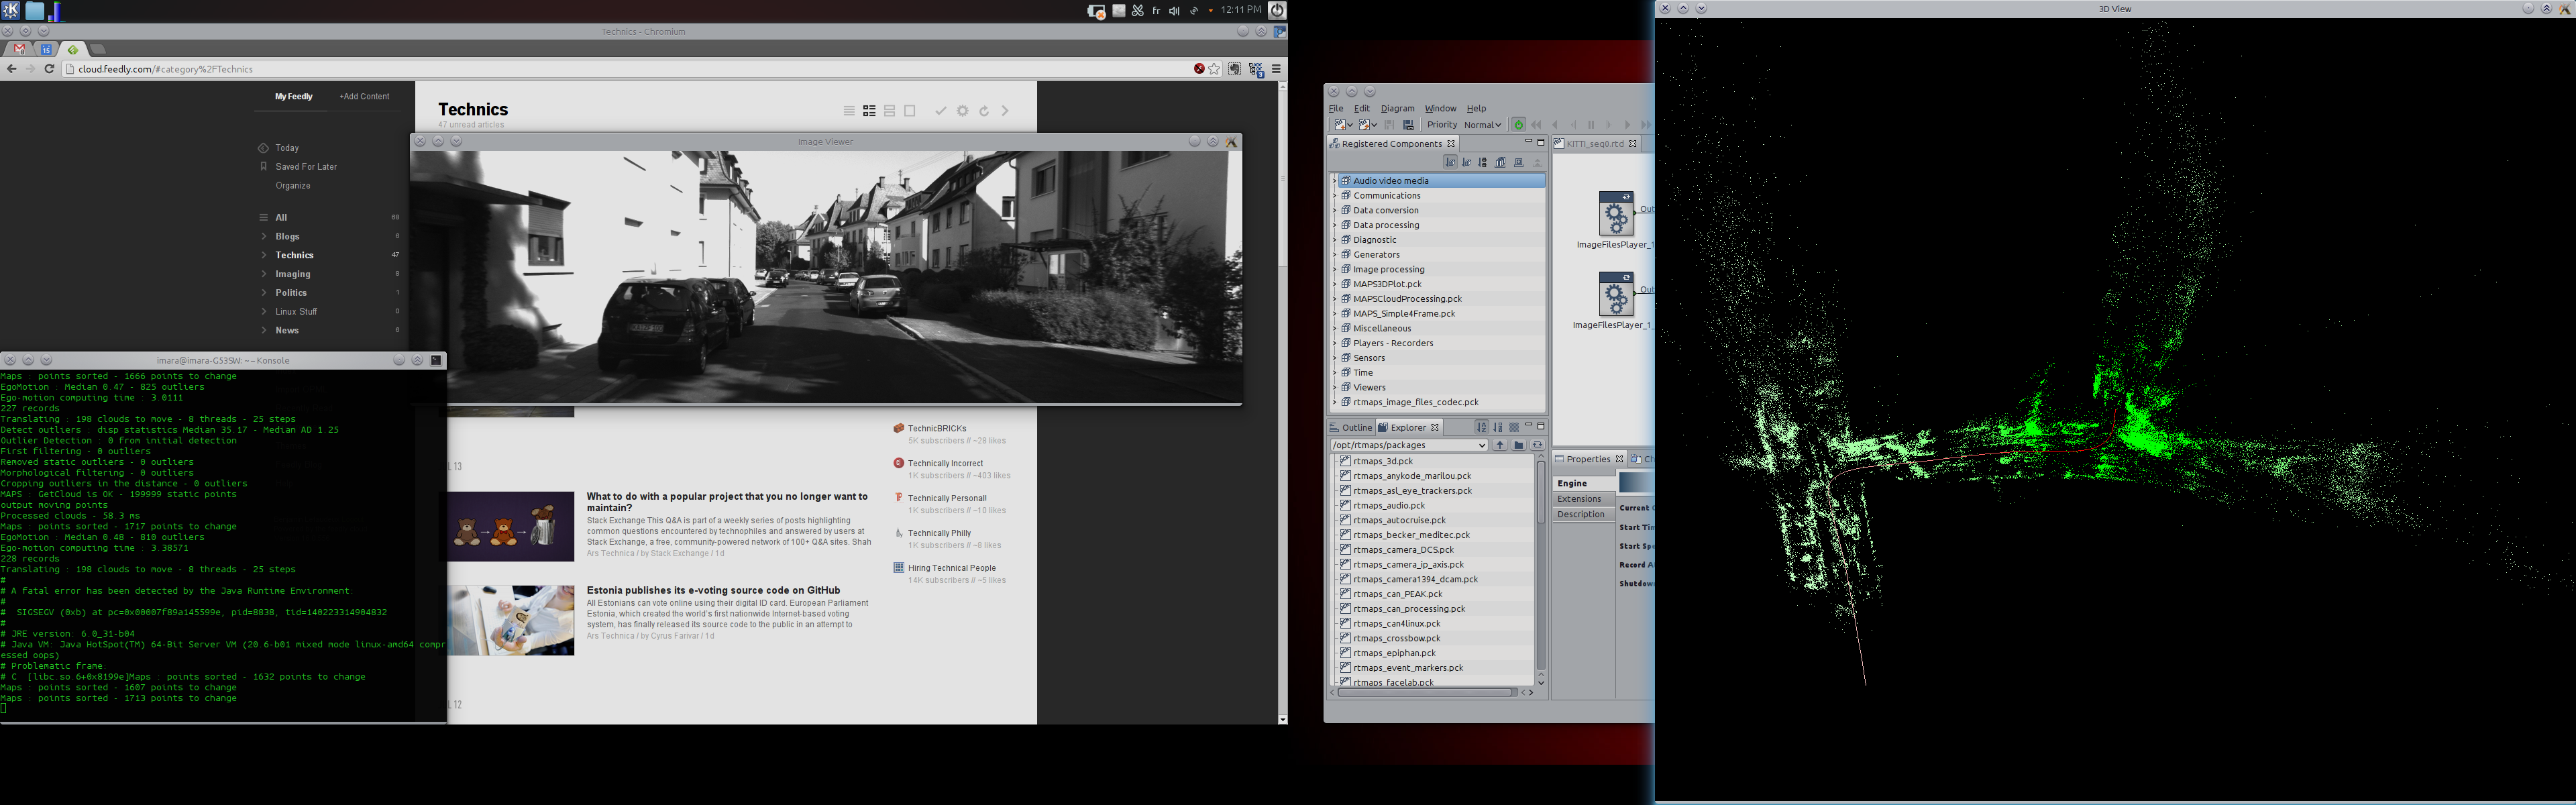 fr
12:11 PM
Technics - Chromium
15
cloud.feedly.com/#category%2FTechnics
My Feedly
+Add Content
Today
Saved For Later
Organize
All 68
Blogs 6
Technics 47
Imaging 8
Politics 1
Linux Stuff 0
News 6
Technics
47 unread articles
Image Viewer
imara@imara-G53SW: ~ – Konsole
Maps : points sorted - 1666 points to change
EgoMotion : Median 0.47 - 825 outliers
Ego-motion computing time : 3.0111
227 records
Translating : 198 clouds to move - 8 threads - 25 steps
Detect outliers : disp statistics Median 35.17 - Median AD 1.25
Outlier Detection : 0 from initial detection
First filtering - 0 outliers
Removed static outliers - 0 outliers
Morphological filtering - 0 outliers
Cropping outliers in the distance - 0 outliers
MAPS : GetCloud is OK - 199999 static points
output moving points
Processed clouds - 58.3 ms
Maps : points sorted - 1717 points to change
EgoMotion : Median 0.48 - 810 outliers
Ego-motion computing time : 3.38571
228 records
Translating : 198 clouds to move - 8 threads - 25 steps
#
# A fatal error has been detected by the Java Runtime Environment:
#
#  SIGSEGV (0xb) at pc=0x00007f89a145599e, pid=8838, tid=140223314904832
#
# JRE version: 6.0_31-b04
# Java VM: Java HotSpot(TM) 64-Bit Server VM (20.6-b01 mixed mode linux-amd64 compr
essed oops)
# Problematic frame:
# C  [libc.so.6+0x8199e]Maps : points sorted - 1632 points to change
Maps : points sorted - 1607 points to change
Maps : points sorted - 1713 points to change
L 13
What to do with a popular project that you no longer want to
maintain?
Stack Exchange This Q&A is part of a weekly series of posts highlighting
common questions encountered by technophiles and answered by users at
Stack Exchange, a free, community-powered network of 100+ Q&A sites. Shah
Ars Technica / by Stack Exchange / 1d
Estonia publishes its e-voting source code on GitHub
All Estonians can vote online using their digital ID card. European Parliament
Estonia, which created the world's first nationwide Internet-based voting
system, has finally released its source code to the public in an attempt to
Ars Technica / by Cyrus Farivar / 1d
L 12
TechnicBRICKs
5K subscribers // ~28 likes
Technically Incorrect
1K subscribers // ~403 likes
Technically Personal!
1K subscribers // ~10 likes
Technically Philly
1K subscribers // ~8 likes
Hiring Technical People
14K subscribers // ~5 likes
File Edit Diagram Window Help
Priority Normal
Registered Components
Audio video media
Communications
Data conversion
Data processing
Diagnostic
Generators
Image processing
MAPS3DPlot.pck
MAPSCloudProcessing.pck
MAPS_Simple4Frame.pck
Miscellaneous
Players - Recorders
Sensors
Time
Viewers
rtmaps_image_files_codec.pck
Outline Explorer
/opt/rtmaps/packages
rtmaps_3d.pck
rtmaps_anykode_marilou.pck
rtmaps_asl_eye_trackers.pck
rtmaps_audio.pck
rtmaps_autocruise.pck
rtmaps_becker_meditec.pck
rtmaps_camera_DCS.pck
rtmaps_camera_ip_axis.pck
rtmaps_camera1394_dcam.pck
rtmaps_can_PEAK.pck
rtmaps_can_processing.pck
rtmaps_can4linux.pck
rtmaps_crossbow.pck
rtmaps_epiphan.pck
rtmaps_event_markers.pck
rtmaps_facelab.pck
KITTI_seq0.rtd
Out
ImageFilesPlayer_1
Out
ImageFilesPlayer_1_
Properties
Engine
Extensions
Description
Current
Start Tim
Start Spe
Record
Shutdow
3D View